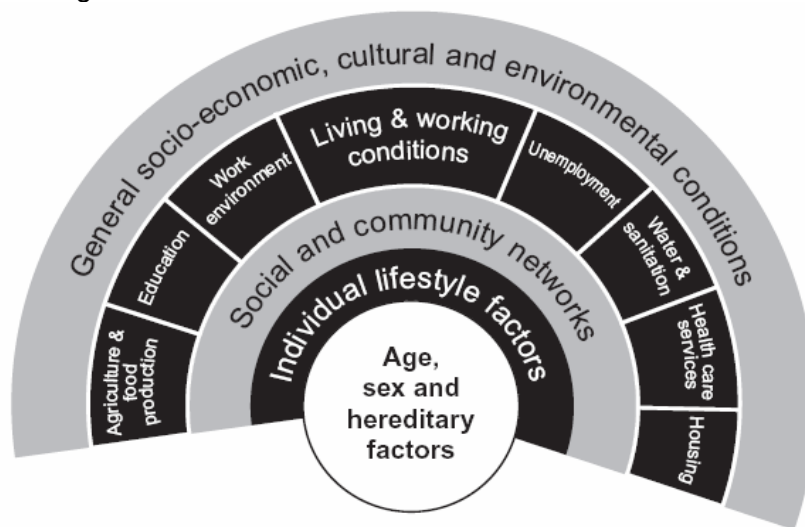 General socio-economic, cultural and environmental conditions
Agriculture &
food
production
Education
Work
environment
Living & working
conditions
Unemployment
Water &
sanitation
Health care
services
Housing
Social and community networks
Individual lifestyle factors
Age,
sex and
hereditary
factors